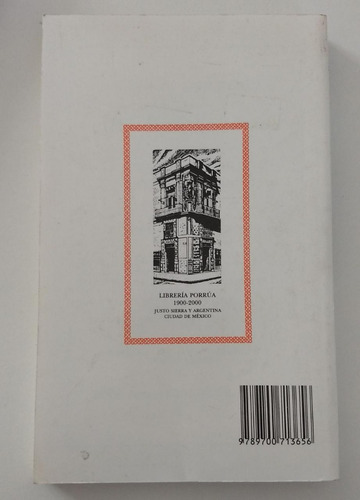 LIBRERÍA PORRÚA
1900-2000
JUSTO SIERRA Y ARGENTINA
CIUDAD DE MÉXICO
9789700713656